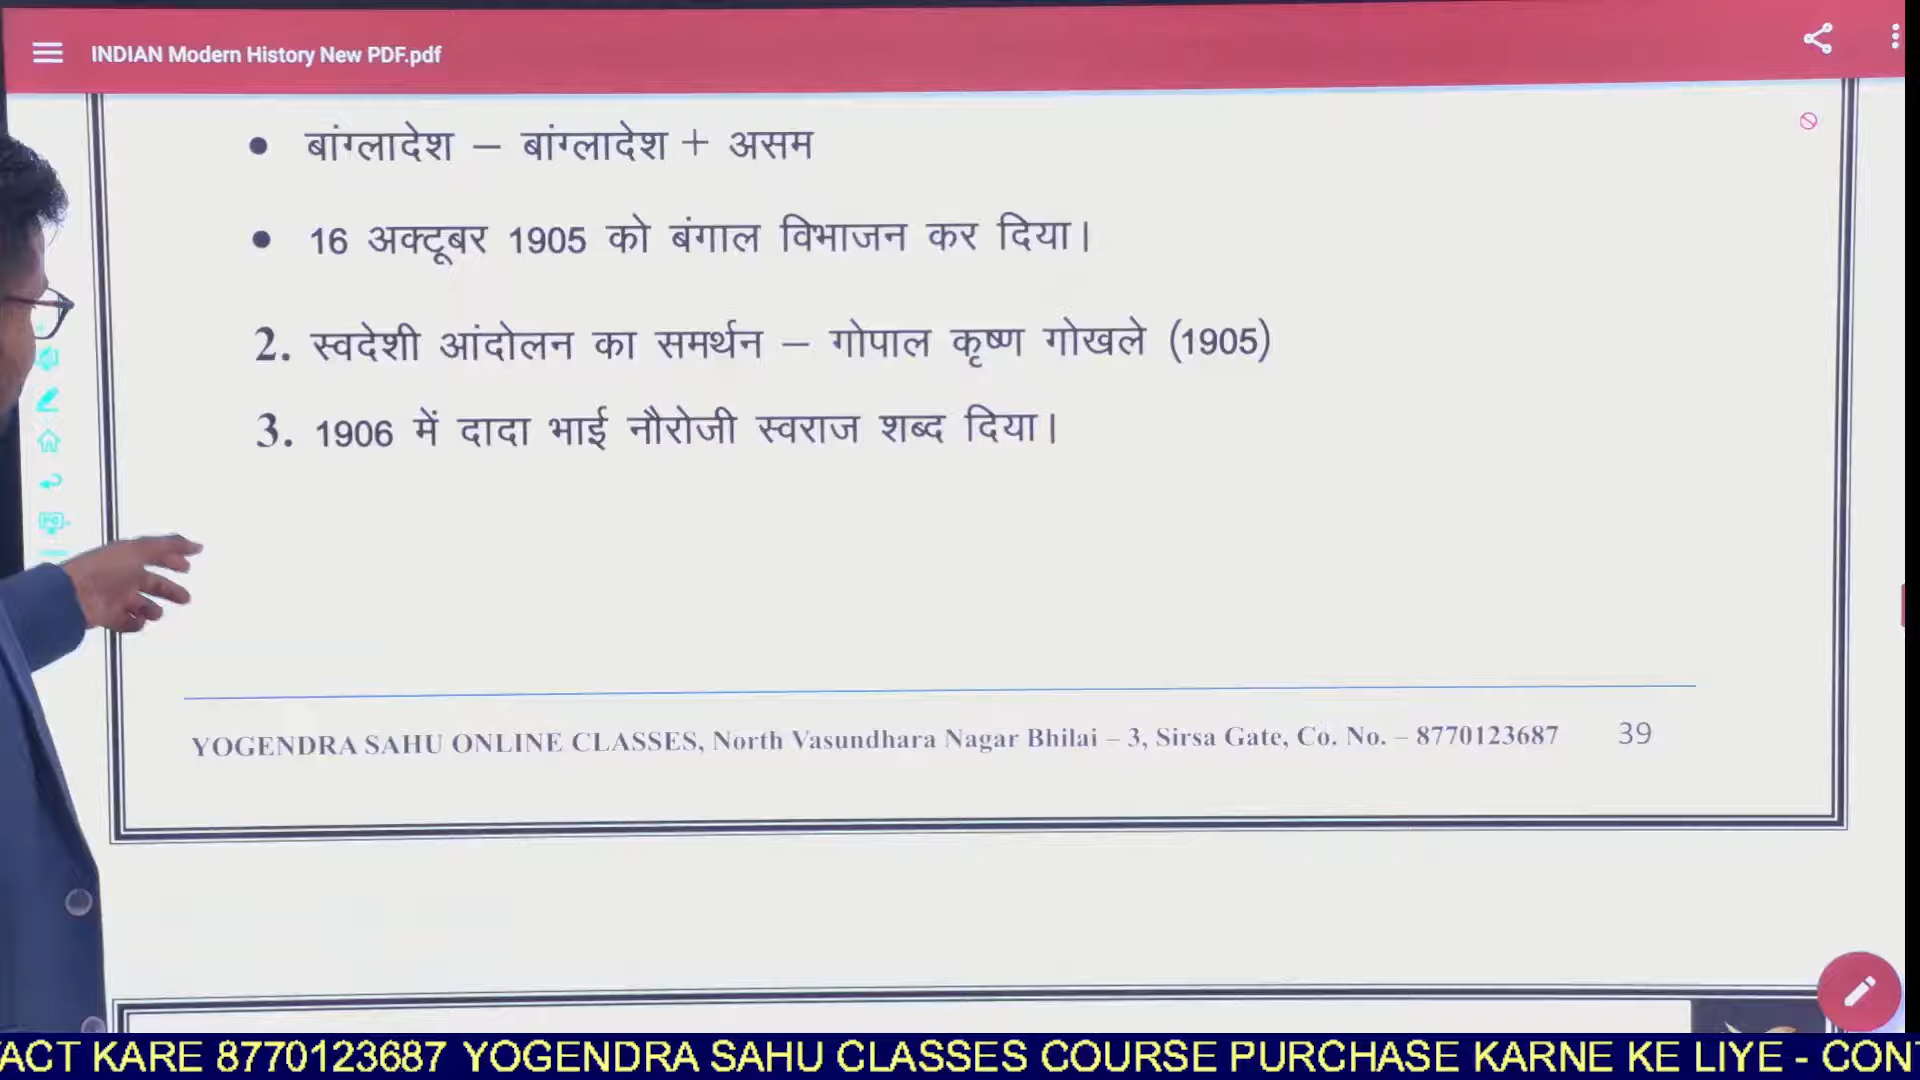 INDIAN Modern History New PDF.pdf
• बांग्लादेश – बांग्लादेश + असम
• 16 अक्टूबर 1905 को बंगाल विभाजन कर दिया।
2. स्वदेशी आंदोलन का समर्थन – गोपाल कृष्ण गोखले (1905)
3. 1906 में दादा भाई नौरोजी स्वराज शब्द दिया।
YOGENDRA SAHU ONLINE CLASSES, North Vasundhara Nagar Bhilai – 3, Sirsa Gate, Co. No. – 8770123687 39
ACT KARE 8770123687 YOGENDRA SAHU CLASSES COURSE PURCHASE KARNE KE LIYE - CON